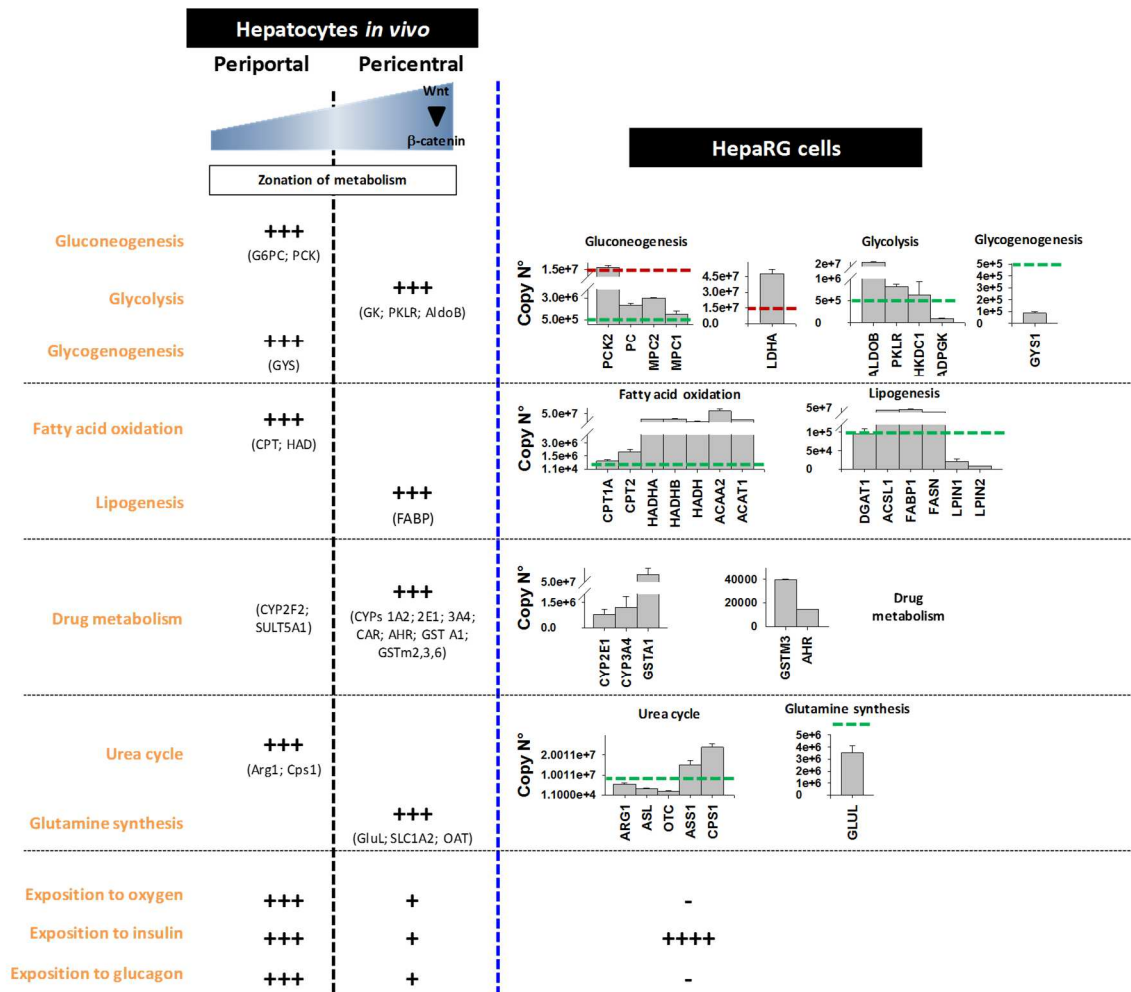 Hepatocytes in vivo
Periportal Pericentral
Wnt
β-catenin
Zonation of metabolism
HepaRG cells
Gluconeogenesis
+++
(G6PC; PCK)
Glycolysis
+++
(GK; PKLR; AldoB)
Glycogenogenesis
+++
(GYS)
Gluconeogenesis
Copy N°
1.5e+7
3.0e+6
5.0e+5
PCK2
PC
MPC2
MPC1
4.5e+7
3.0e+7
1.5e+7
0.0
LDHA
Glycolysis
2e+7
1e+6
5e+5
0
ALDOB
PKLR
HKDC1
ADPGK
Glycogenogenesis
5e+5
4e+5
3e+5
2e+5
1e+5
0
GYS1
Fatty acid oxidation
+++
(CPT; HAD)
Lipogenesis
+++
(FABP)
Fatty acid oxidation
Copy N°
5.0e+7
3.0e+6
1.5e+6
1.1e+4
CPT1A
CPT2
HADHA
HADHB
HADH
ACAA2
ACAT1
Lipogenesis
5e+7
1e+5
5e+4
0
DGAT1
ACSL1
FABP1
FASN
LPIN1
LPIN2
Drug metabolism
(CYP2F2;
SULT5A1)
+++
(CYPs 1A2; 2E1; 3A4;
CAR; AHR; GST A1;
GSTm2,3,6)
Copy N°
5.0e+7
1.5e+6
0.0
CYP2E1
CYP3A4
GSTA1
40000
20000
0
GSTM3
AHR
Drug
metabolism
Urea cycle
+++
(Arg1; Cps1)
Glutamine synthesis
+++
(GluL; SLC1A2; OAT)
Urea cycle
Copy N°
2.0011e+7
1.0011e+7
1.1000e+4
ARG1
ASL
OTC
ASS1
CPS1
Glutamine synthesis
5e+6
4e+6
3e+6
2e+6
1e+6
0
GLUL
Exposition to oxygen +++ + -
Exposition to insulin +++ + ++++
Exposition to glucagon +++ + -